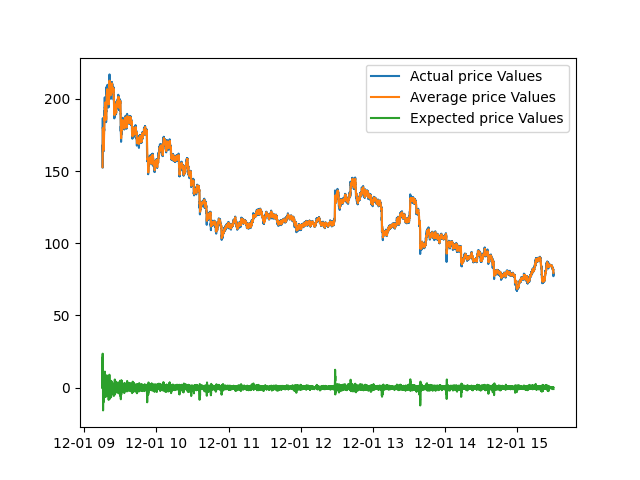 Actual price Values
Average price Values
Expected price Values
200
150
100
50
0
12-01 09 12-01 10 12-01 11 12-01 12 12-01 13 12-01 14 12-01 15